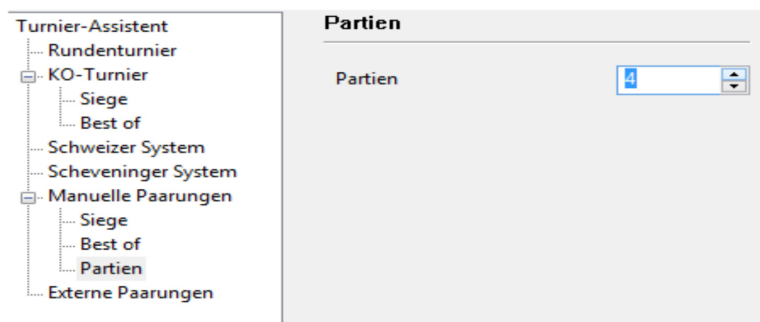 Turnier-Assistent
Rundenturnier
KO-Turnier
Siege
Best of
Schweizer System
Scheveninger System
Manuelle Paarungen
Siege
Best of
Partien
Externe Paarungen
Partien
Partien 4